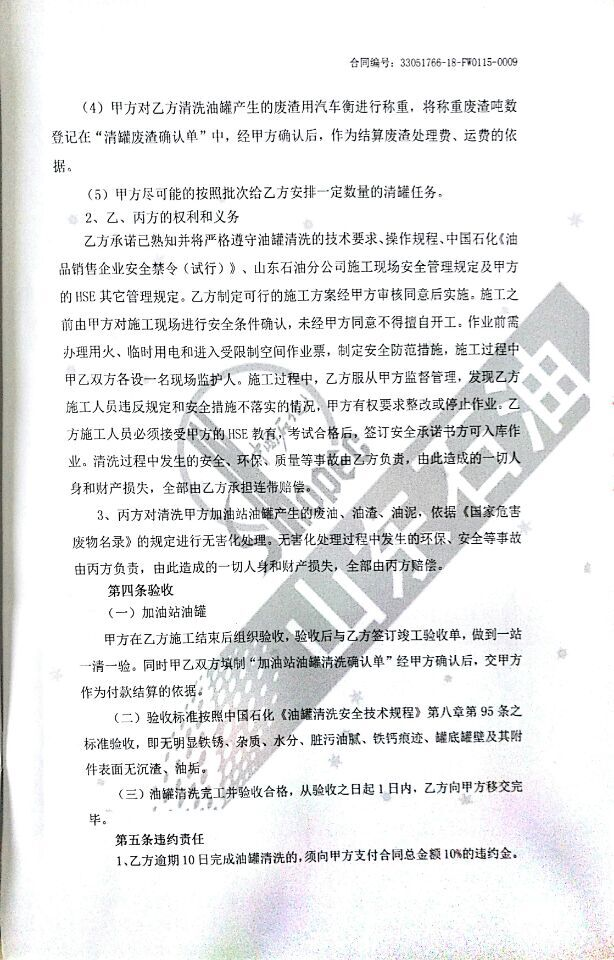 合同编号：33051766-18-FW0115-0009
（4）甲方对乙方清洗油罐产生的废渣用汽车衡进行称重，将称重废渣吨数
登记在“清罐废渣确认单”中，经甲方确认后，作为结算废渣处理费、运费的依
据。
（5）甲方尽可能的按照批次给乙方安排一定数量的清罐任务。
2、乙、丙方的权利和义务
乙方承诺已熟知并将严格遵守油罐清洗的技术要求、操作规程、中国石化《油
品销售企业安全禁令（试行）》、山东石油分公司施工现场安全管理规定及甲方
的 HSE 其它管理规定。乙方制定可行的施工方案经甲方审核同意后实施。施工之
前由甲方对施工现场进行安全条件确认，未经甲方同意不得擅自开工。作业前需
办理用火、临时用电和进入受限制空间作业票，制定安全防范措施，施工过程中
甲乙双方各设一名现场监护人。施工过程中，乙方服从甲方监督管理，发现乙方
施工人员违反规定和安全措施不落实的情况，甲方有权要求整改或停止作业。乙
方施工人员必须接受甲方的 HSE 教育，考试合格后，签订安全承诺书方可入库作
业。清洗过程中发生的安全、环保、质量等事故由乙方负责，由此造成的一切人
身和财产损失，全部由乙方承担连带赔偿。
3、丙方对清洗甲方加油站油罐产生的废油、油渣、油泥，依据《国家危害
废物名录》的规定进行无害化处理。无害化处理过程中发生的环保、安全等事故
由丙方负责，由此造成的一切人身和财产损失，全部由丙方赔偿。
第四条验收
（一）加油站油罐
甲方在乙方施工结束后组织验收，验收后与乙方签订竣工验收单，做到一站
一清一验。同时甲乙双方填制“加油站油罐清洗确认单”经甲方确认后，交甲方
作为付款结算的依据。
（二）验收标准按照中国石化《油罐清洗安全技术规程》第八章第 95 条之
标准验收，即无明显铁锈、杂质、水分、脏污油腻、铁钙痕迹、罐底罐壁及其附
件表面无沉渣、油垢。
（三）油罐清洗完工并验收合格，从验收之日起 1 日内，乙方向甲方移交完
毕。
第五条违约责任
1、乙方逾期 10 日完成油罐清洗的，须向甲方支付合同总金额 10%的违约金。
Sinopec
中国石化
山东石油